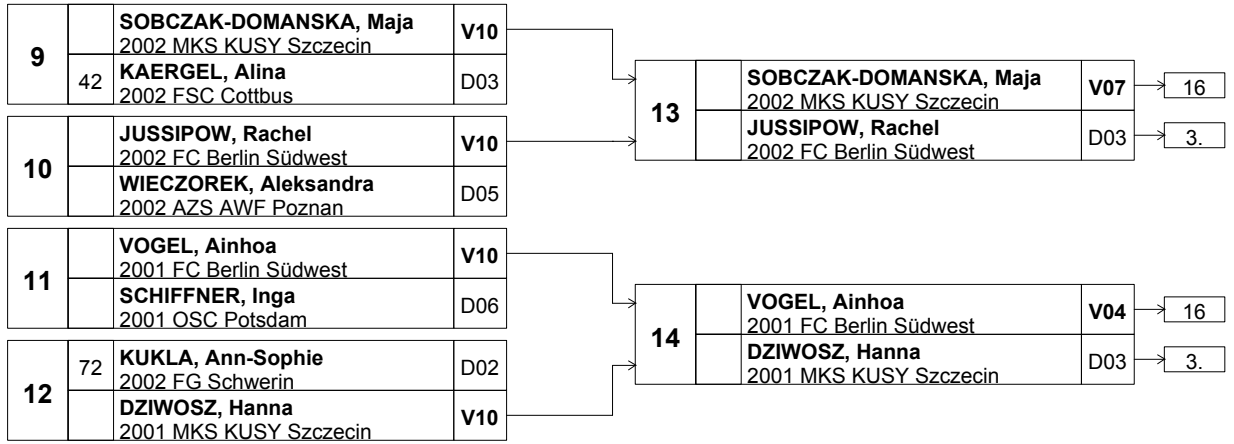 9
SOBCZAK-DOMANSKA, Maja
2002 MKS KUSY Szczecin
V10
42
KAERGEL, Alina
2002 FSC Cottbus
D03
10
JUSSIPOW, Rachel
2002 FC Berlin Südwest
V10
WIECZOREK, Aleksandra
2002 AZS AWF Poznan
D05
11
VOGEL, Ainhoa
2001 FC Berlin Südwest
V10
SCHIFFNER, Inga
2001 OSC Potsdam
D06
12
72
KUKLA, Ann-Sophie
2002 FG Schwerin
D02
DZIWOSZ, Hanna
2001 MKS KUSY Szczecin
V10
13
SOBCZAK-DOMANSKA, Maja
2002 MKS KUSY Szczecin
V07
16
JUSSIPOW, Rachel
2002 FC Berlin Südwest
D03
3.
14
VOGEL, Ainhoa
2001 FC Berlin Südwest
V04
16
DZIWOSZ, Hanna
2001 MKS KUSY Szczecin
D03
3.